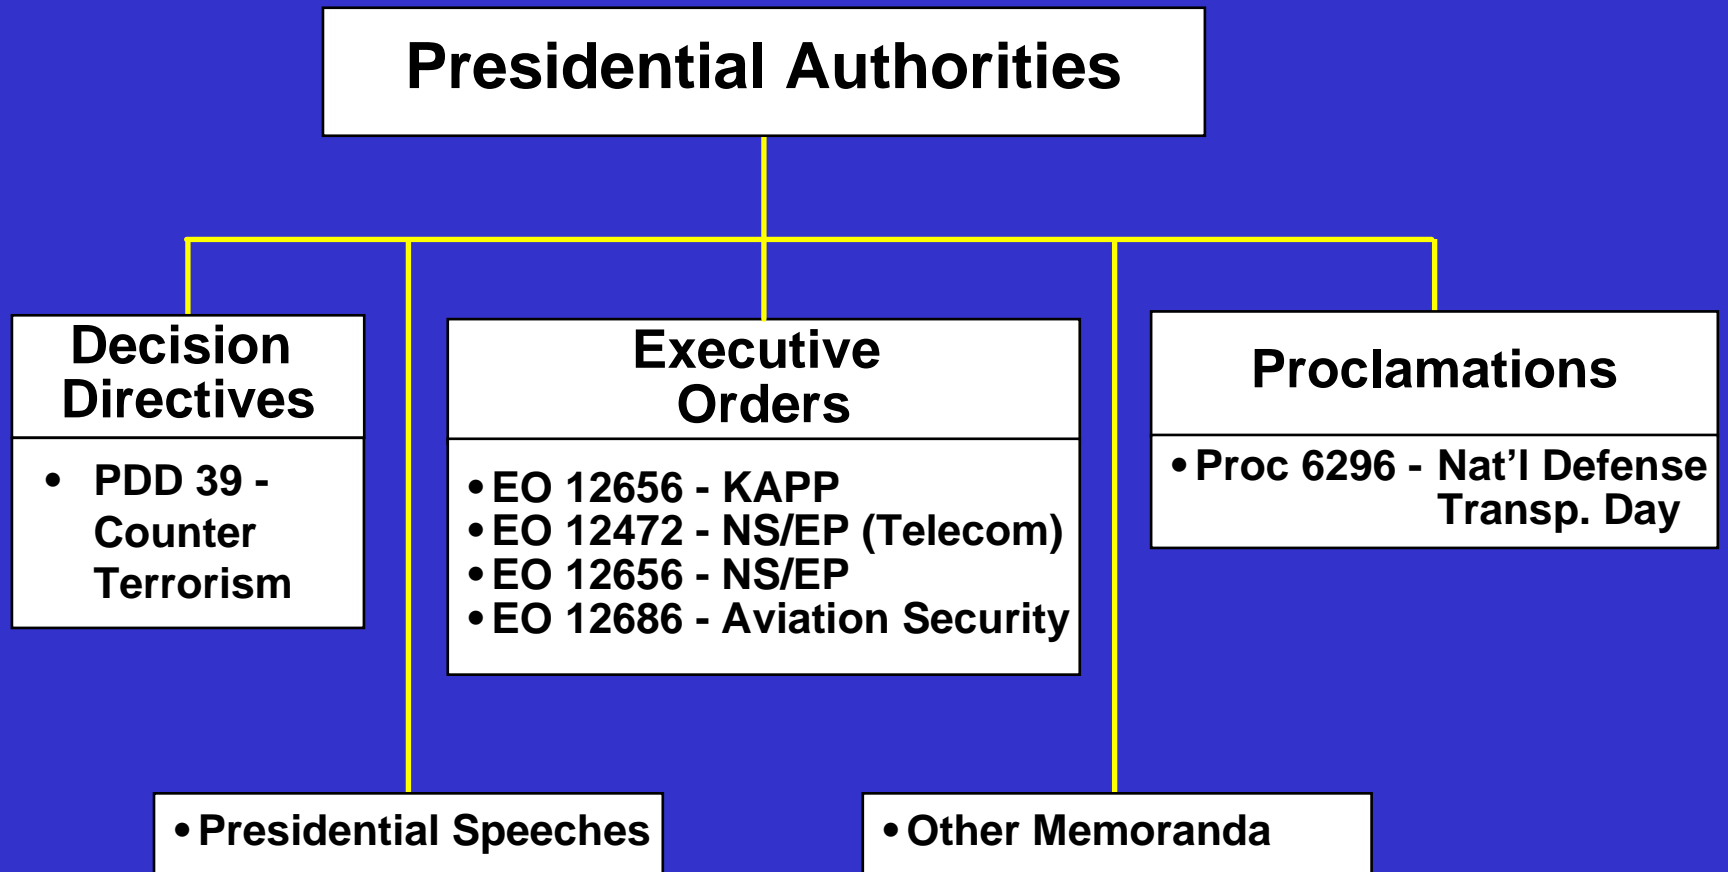 Presidential Authorities
Decision
Directives
• PDD 39 -
Counter
Terrorism
Executive
Orders
• EO 12656 - KAPP
• EO 12472 - NS/EP (Telecom)
• EO 12656 - NS/EP
• EO 12686 - Aviation Security
Proclamations
• Proc 6296 - Nat’l Defense
Transp. Day
• Presidential Speeches
• Other Memoranda